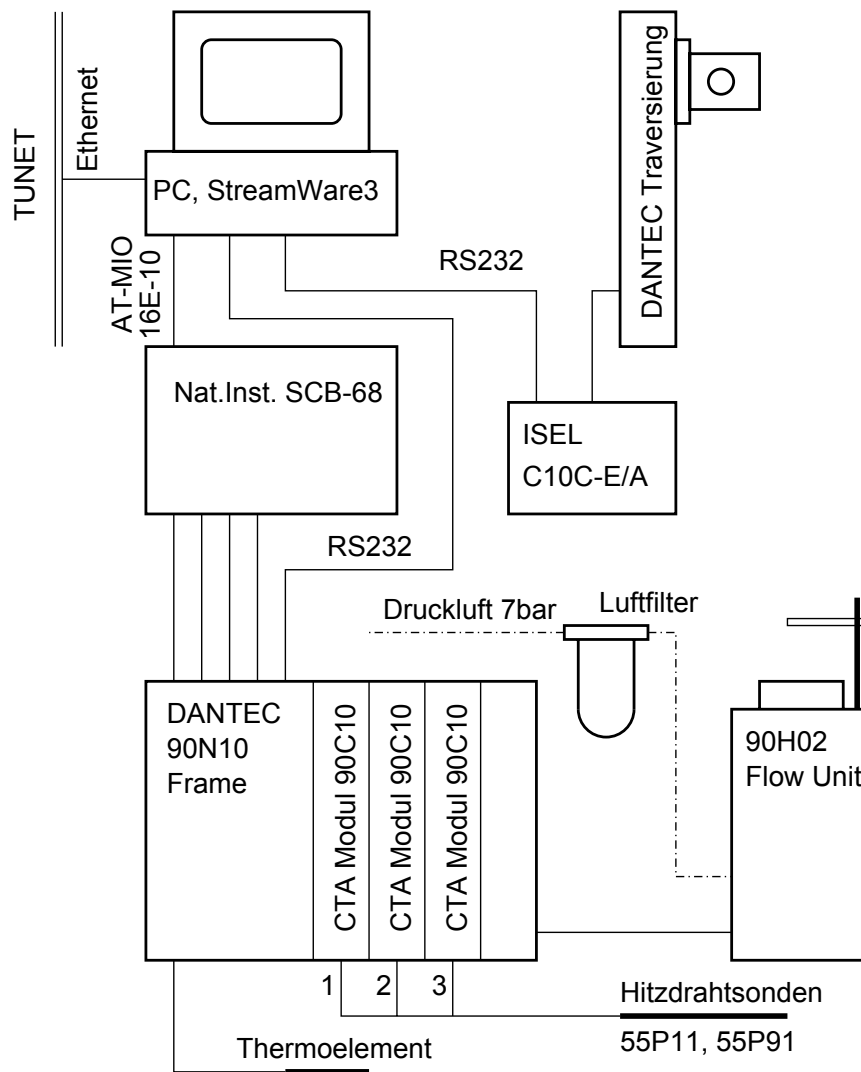 TUNET
Ethernet
PC, StreamWare3
DANTEC Traversierung
AT-MIO
16E-10
RS232
Nat.Inst. SCB-68
ISEL
C10C-E/A
RS232
Druckluft 7bar
Luftfilter
DANTEC
90N10
Frame
CTA Modul 90C10
CTA Modul 90C10
CTA Modul 90C10
90H02
Flow Unit
1
2
3
Hitzdrahtsonden
55P11, 55P91
Thermoelement